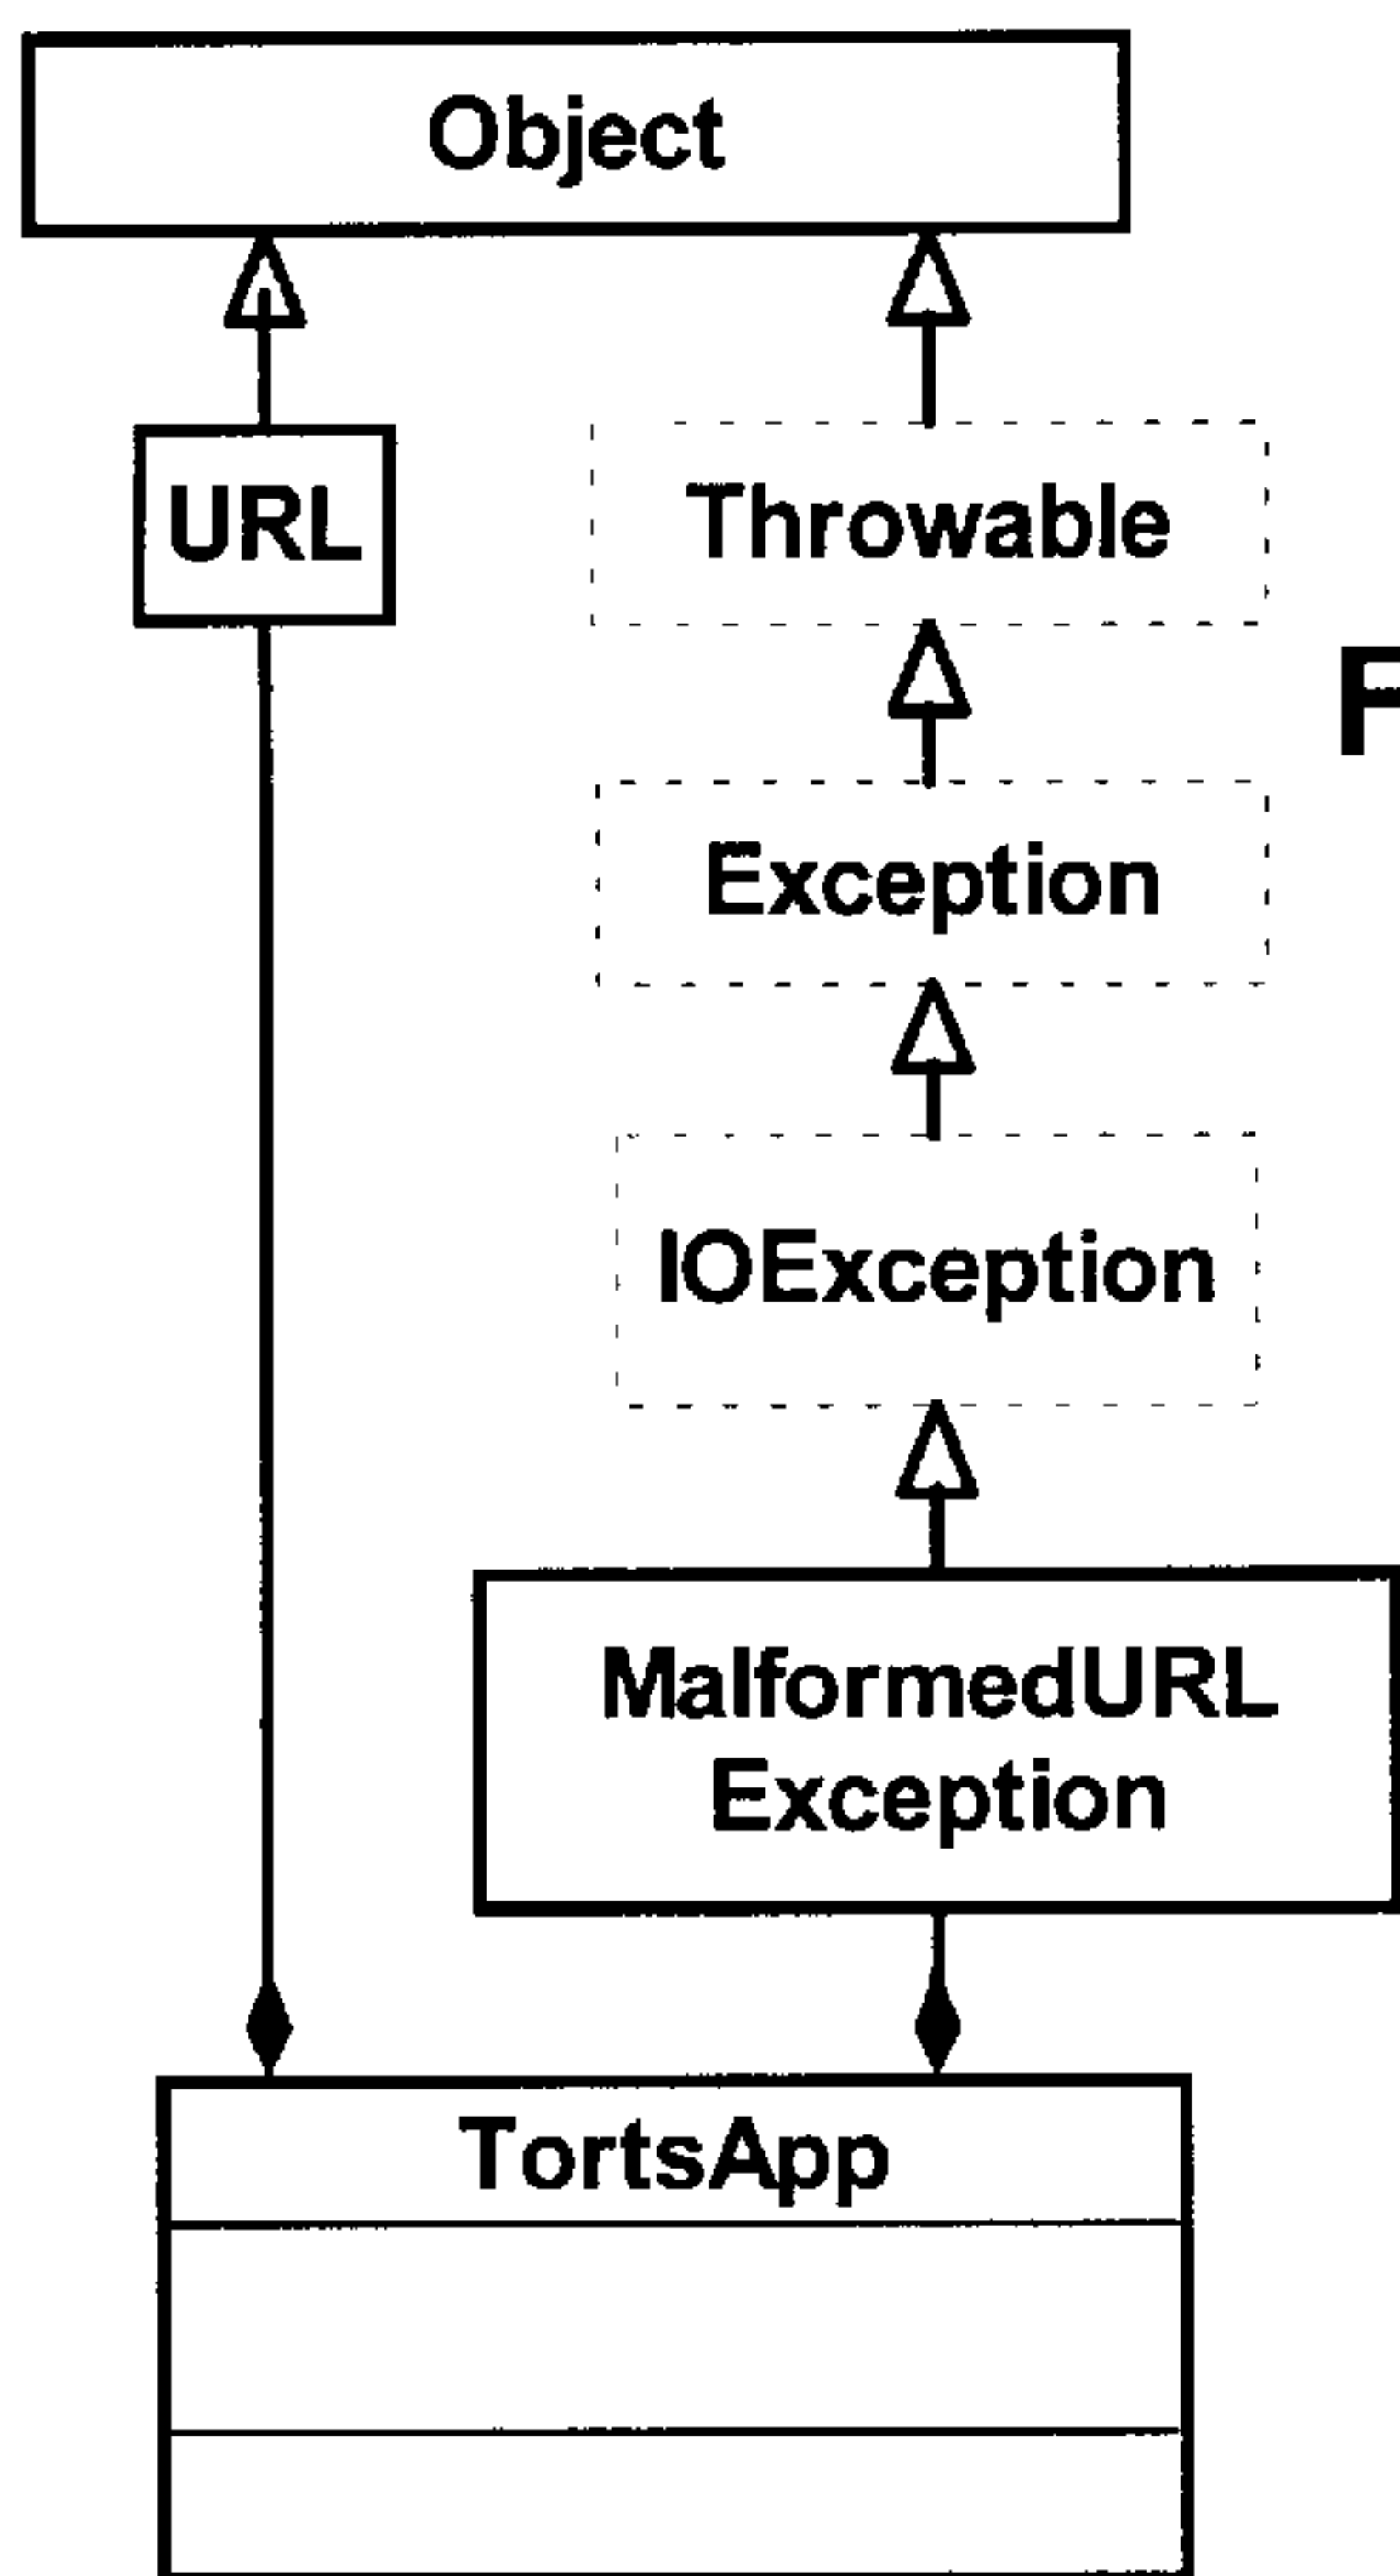 Object
URL
Throwable
Exception
IOException
MalformedURL
Exception
TortsApp